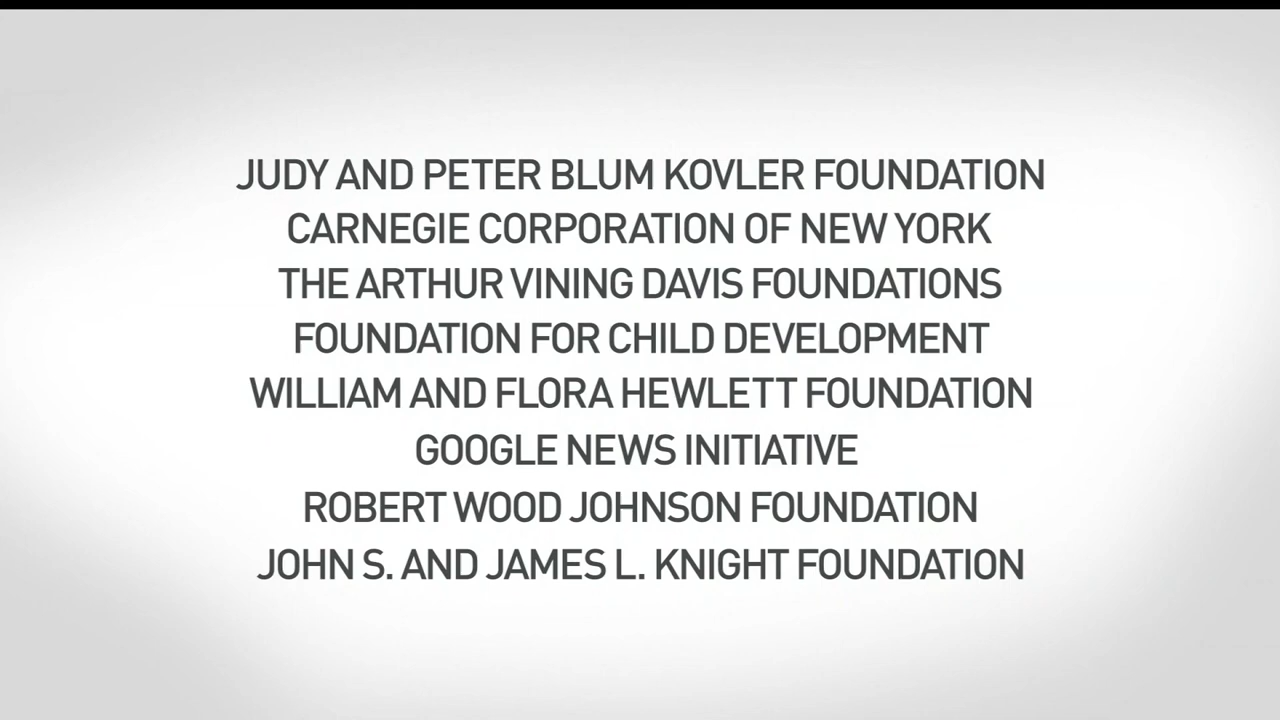 JUDY AND PETER BLUM KOVLER FOUNDATION
CARNEGIE CORPORATION OF NEW YORK
THE ARTHUR VINING DAVIS FOUNDATIONS
FOUNDATION FOR CHILD DEVELOPMENT
WILLIAM AND FLORA HEWLETT FOUNDATION
GOOGLE NEWS INITIATIVE
ROBERT WOOD JOHNSON FOUNDATION
JOHN S. AND JAMES L. KNIGHT FOUNDATION